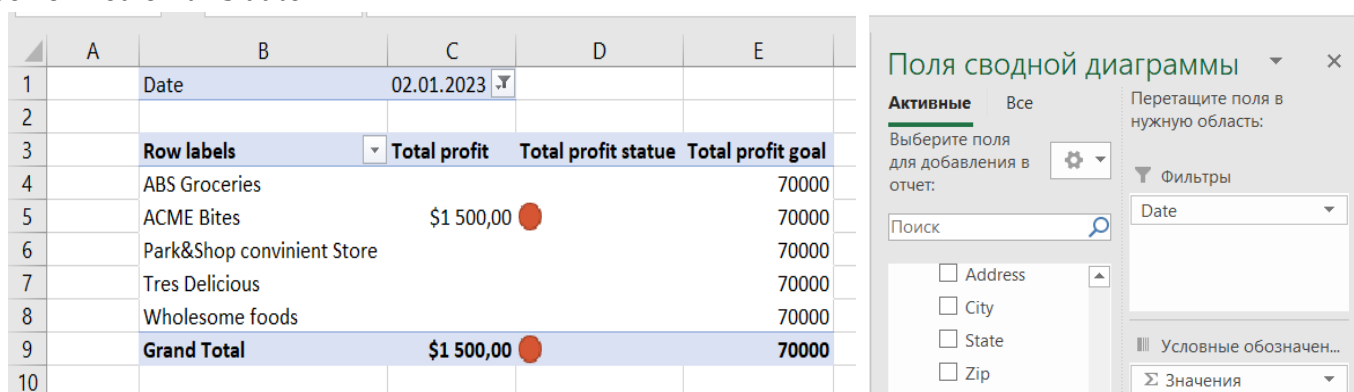 A B C D E
1 Date 02.01.2023
2
3 Row labels Total profit Total profit statue Total profit goal
4 ABS Groceries 70000
5 ACME Bites $1 500,00 70000
6 Park&Shop convinient Store 70000
7 Tres Delicious 70000
8 Wholesome foods 70000
9 Grand Total $1 500,00 70000
10
Поля сводной диаграммы
Активные Все
Выберите поля
для добавления в
отчет:
Поиск
Address
City
State
Zip
Перетащите поля в
нужную область:
Фильтры
Date
Условные обозначен...
Σ Значения